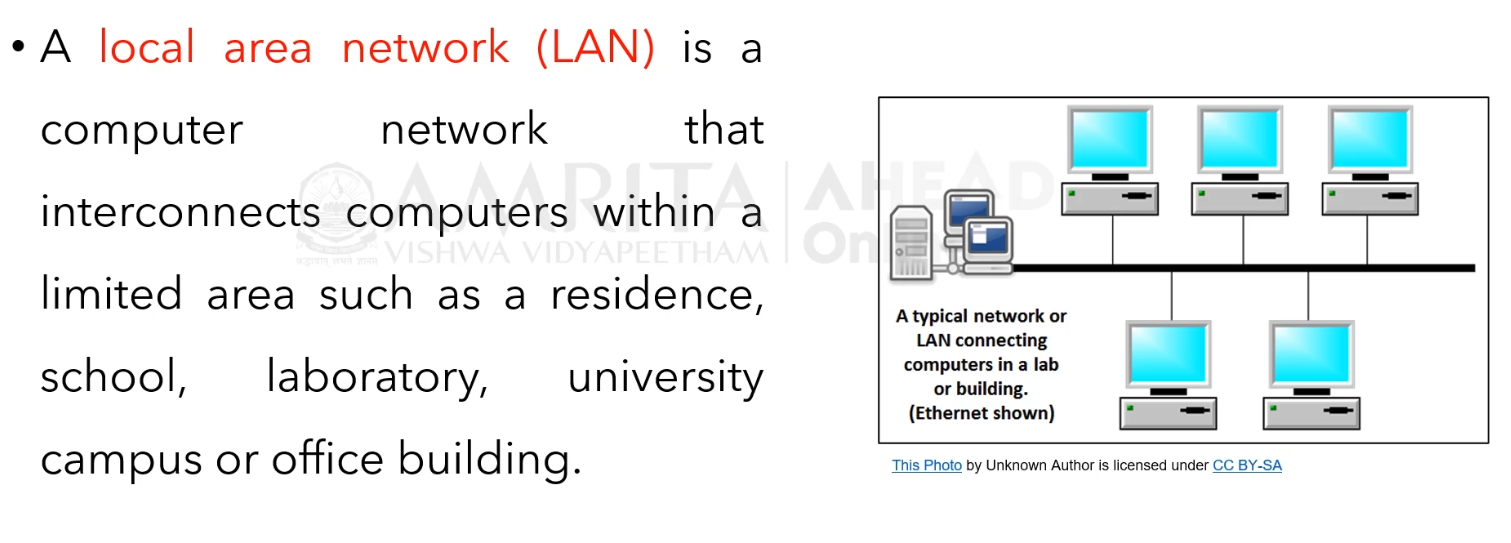 • A local area network (LAN) is a
computer network that
interconnects computers within a
limited area such as a residence,
school, laboratory, university
campus or office building.
AMRITA AHEAD
VISHWA VIDYAPEETHAM Online
A typical network or
LAN connecting
computers in a lab
or building.
(Ethernet shown)
This Photo by Unknown Author is licensed under CC BY-SA